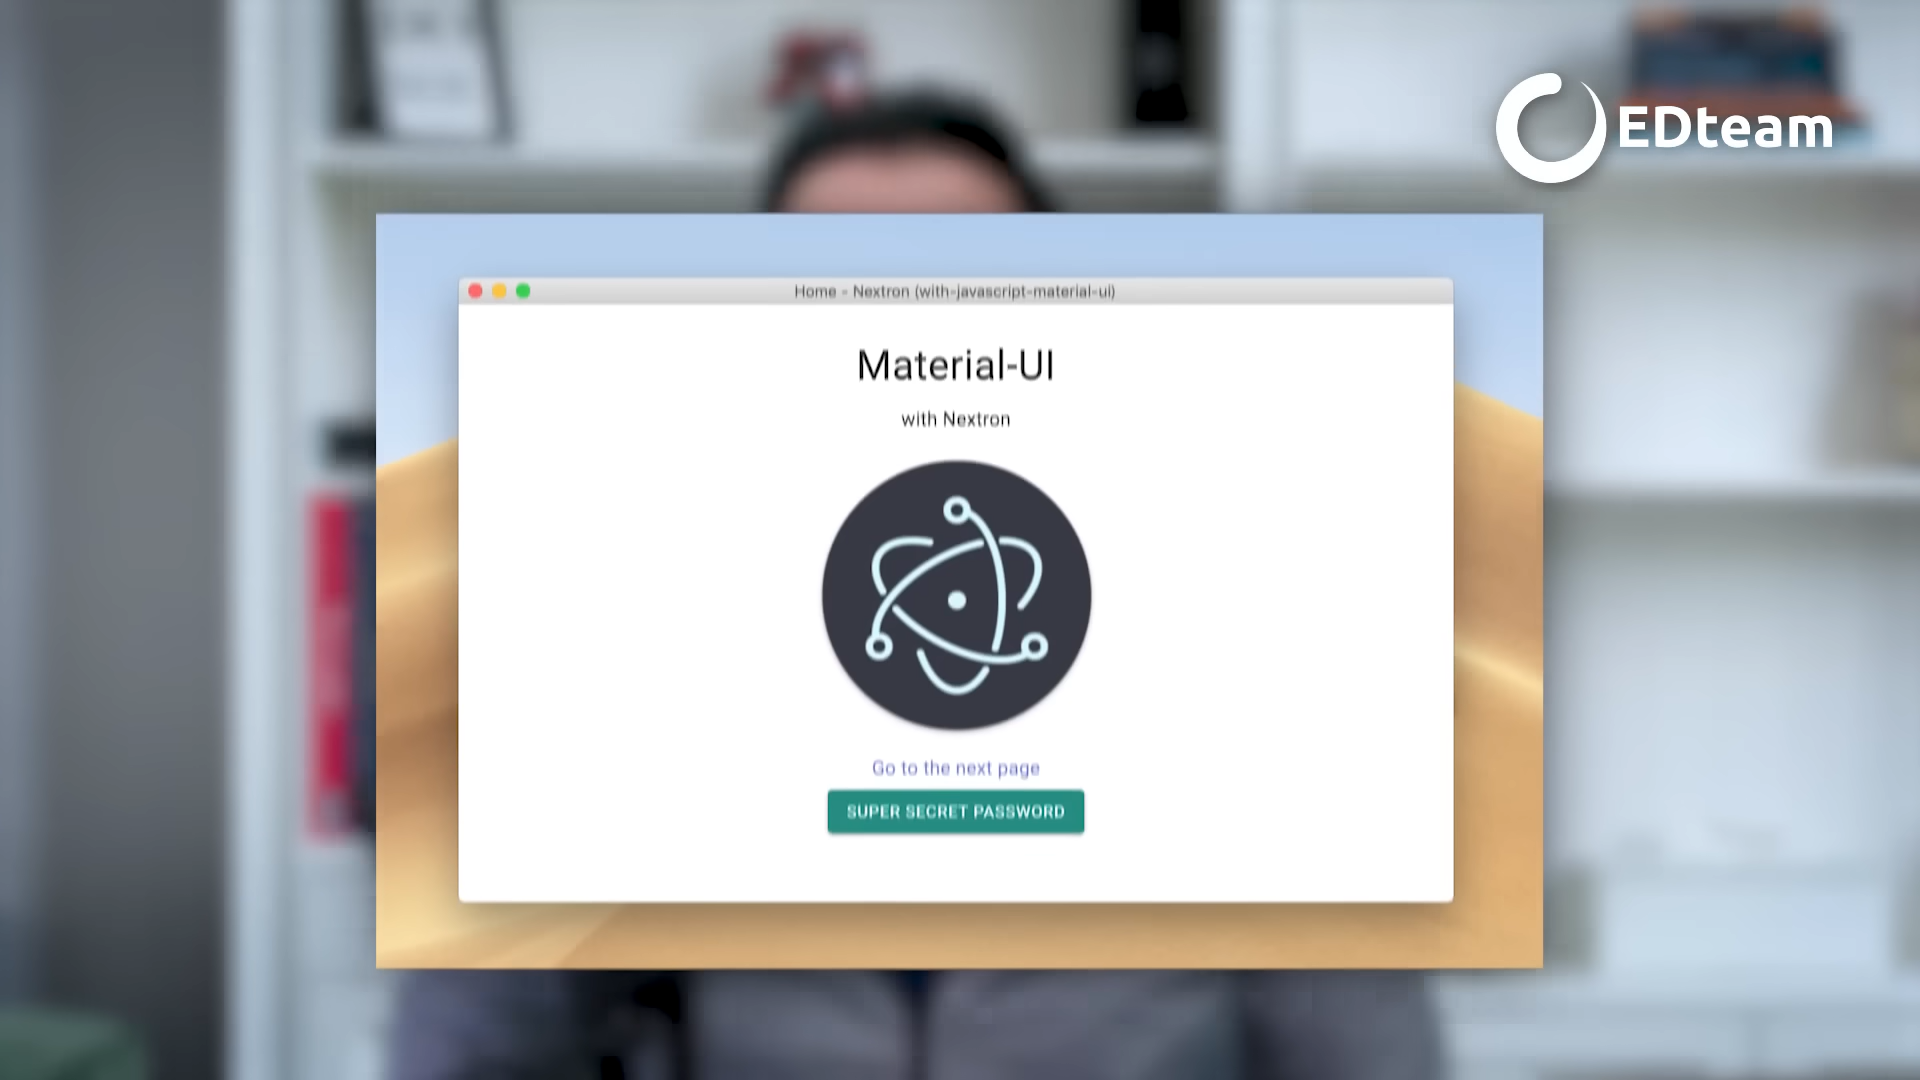 EDteam
Home - Nextron (with-javascript-material-ui)
Material-UI
with Nextron
Go to the next page
SUPER SECRET PASSWORD